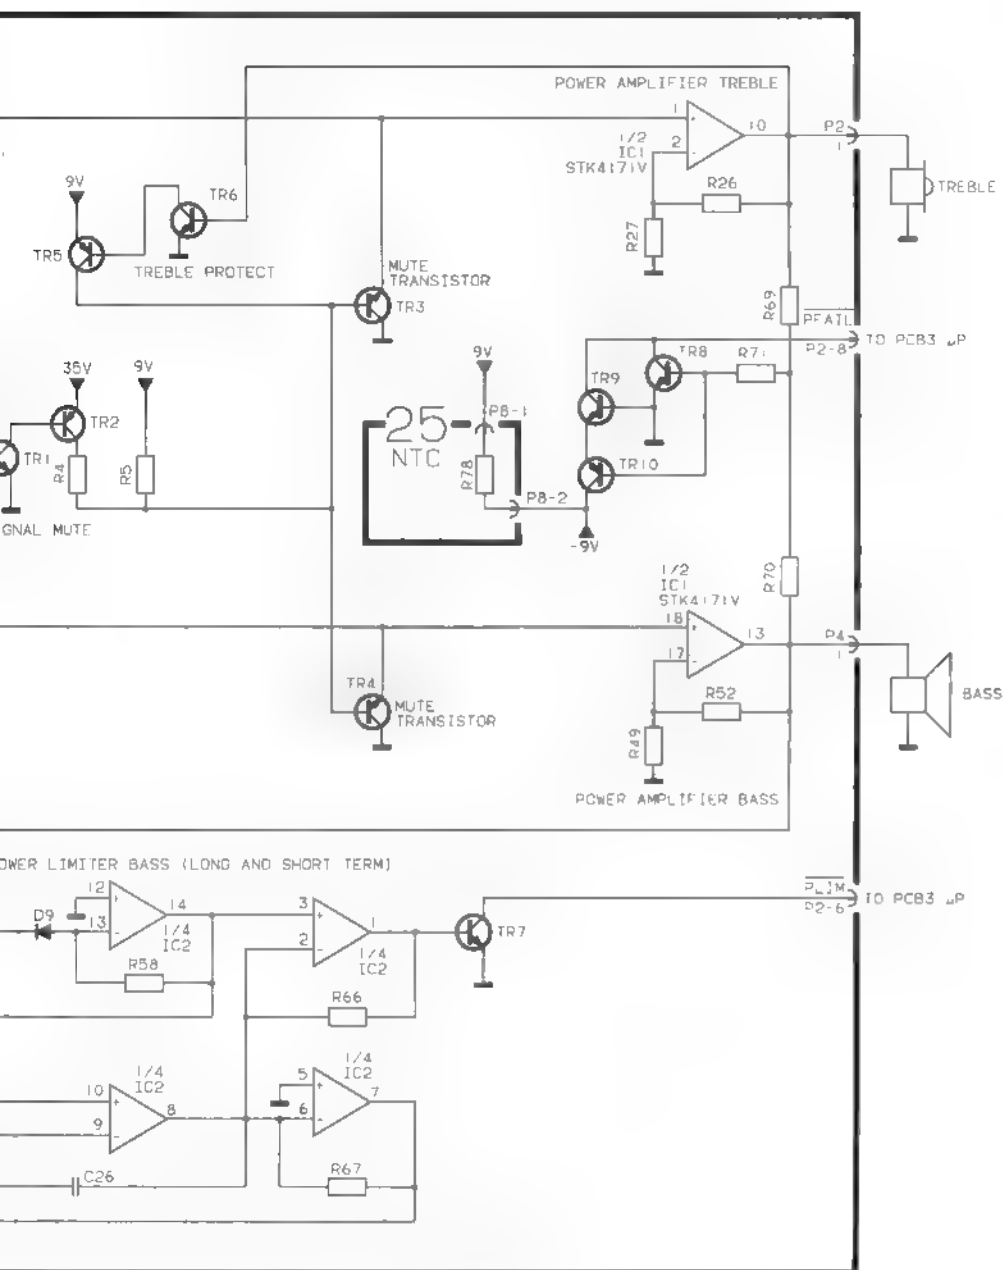 POWER AMPLIFIER TREBLE
1
10
P2
1
1/2
IC1
STK4171V
2
R26
TREBLE
9V
TR6
R27
TR5
TREBLE PROTECT
MUTE
TRANSISTOR
TR3
R69
PFAIL
TO PCB3 µP
P2-8
9V
TR8
R71
35V
9V
TR9
P8-1
TR2
25
NTC
TR1
R4
R5
R78
TR10
P8-2
GNAL MUTE
-9V
1/2
IC1
STK4171V
R70
18
13
P4
1
17
TR4
MUTE
TRANSISTOR
R52
BASS
R49
POWER AMPLIFIER BASS
OWER LIMITER BASS (LONG AND SHORT TERM)
12
14
3
1
PLIM
TO PCB3 µP
P2-6
D9
13
1/4
IC2
2
1/4
IC2
TR7
R58
R66
1/4
IC2
10
8
9
1/4
IC2
5
7
6
C26
R67